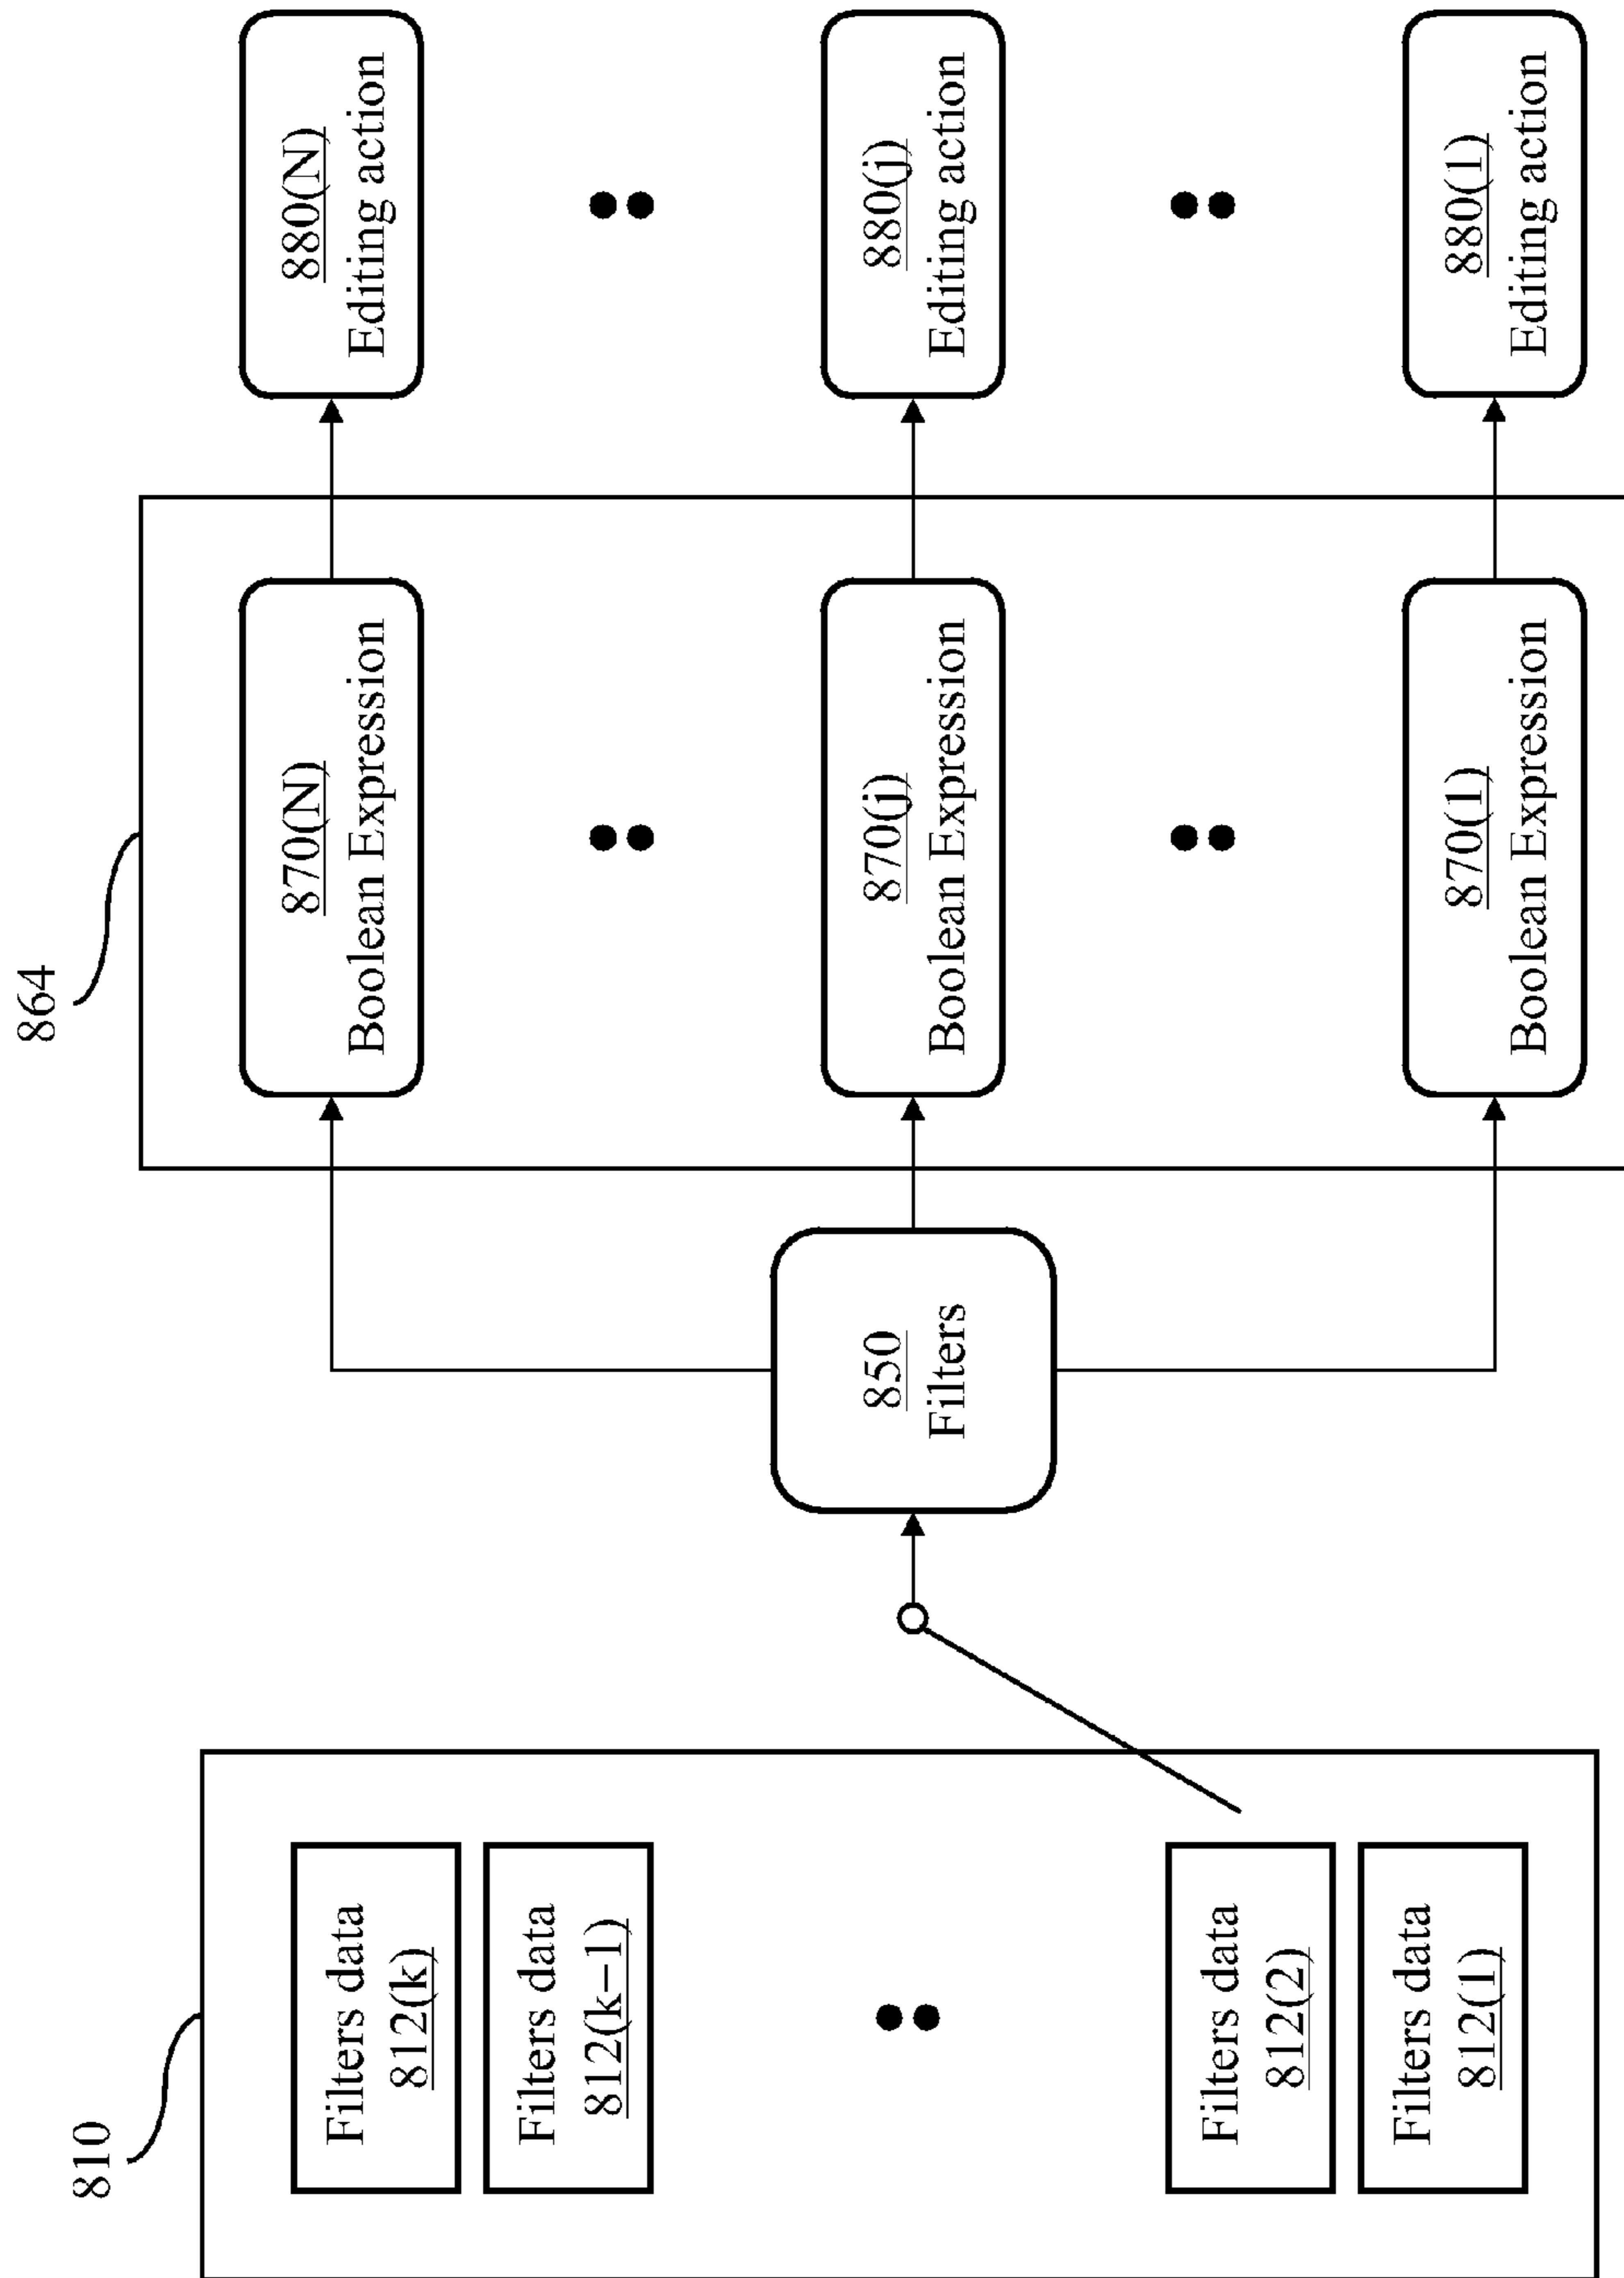 810
Filters data
812(k)
Filters data
812(k−1)
Filters data
812(2)
Filters data
812(1)
850
Filters
864
870(N)
Boolean Expression
870(j)
Boolean Expression
870(1)
Boolean Expression
880(N)
Editing action
880(j)
Editing action
880(1)
Editing action